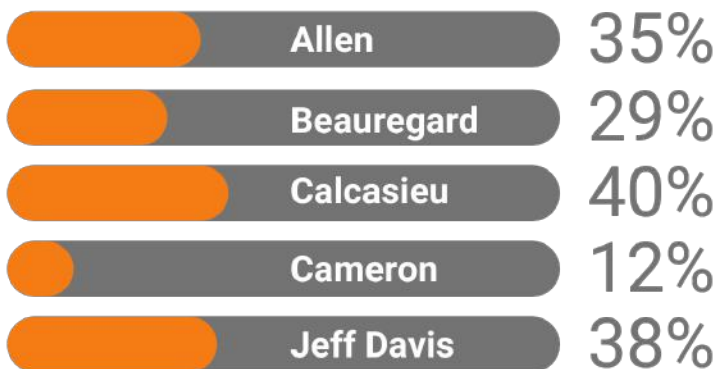 Allen 35%
Beauregard 29%
Calcasieu 40%
Cameron 12%
Jeff Davis 38%